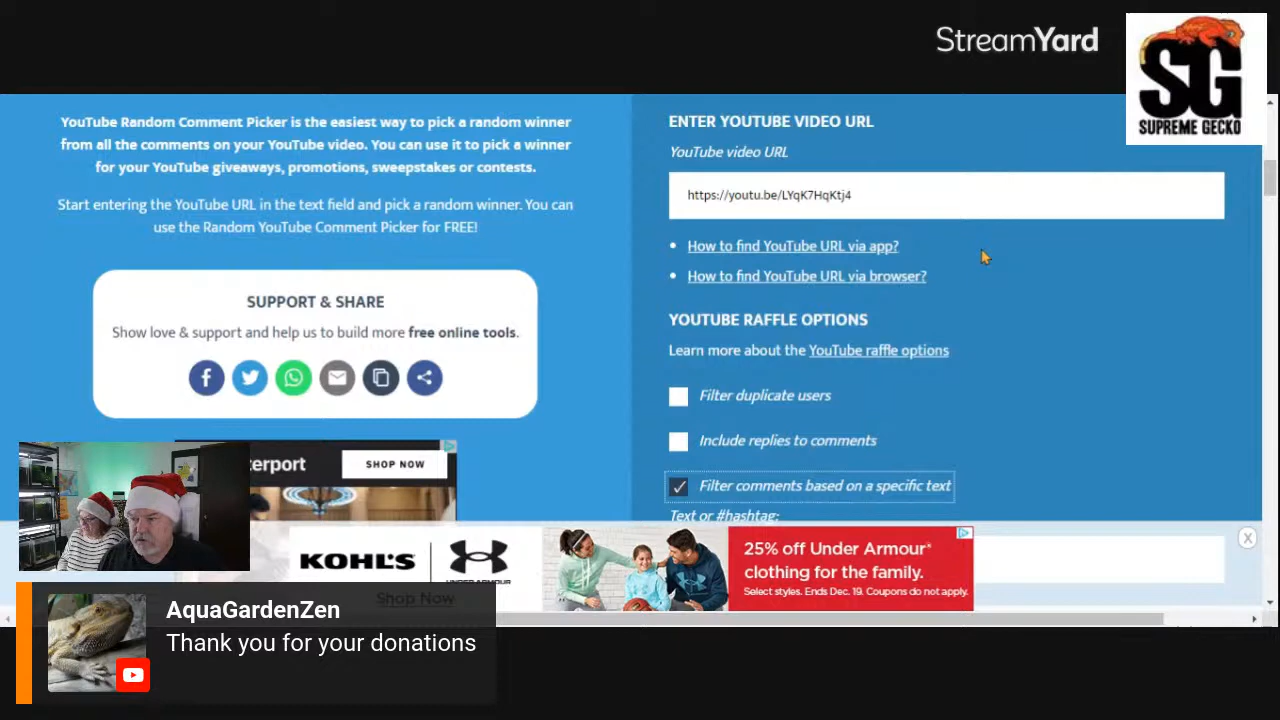 StreamYard
SG
SUPREME GECKO
YouTube Random Comment Picker is the easiest way to pick a random winner
from all the comments on your YouTube video. You can use it to pick a winner
for your YouTube giveaways, promotions, sweepstakes or contests.
Start entering the YouTube URL in the text field and pick a random winner. You can
use the Random YouTube Comment Picker for FREE!
SUPPORT & SHARE
Show love & support and help us to build more free online tools.
ENTER YOUTUBE VIDEO URL
YouTube video URL
https://youtu.be/LYqK7HqKtj4
How to find YouTube URL via app?
How to find YouTube URL via browser?
YOUTUBE RAFFLE OPTIONS
Learn more about the YouTube raffle options
Filter duplicate users
Include replies to comments
Filter comments based on a specific text
Text or #hashtag:
SHOP NOW
KOHL'S
UNDER ARMOUR
Shop Now
25% off Under Armour*
clothing for the family.
Select styles. Ends Dec. 19. Coupons do not apply.
AquaGardenZen
Thank you for your donations